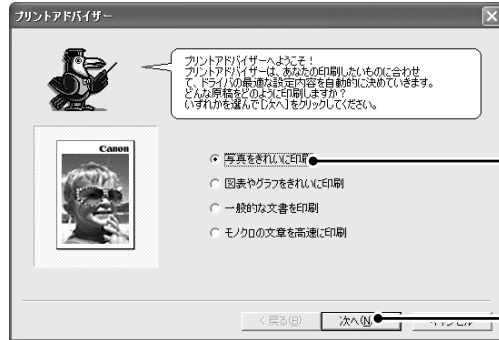 プリントアドバイザー
プリントアドバイザーへようこそ！
プリントアドバイザーは、あなたの印刷したいものに合わせ
て、ドライバの最適な設定内容を自動的に決めていきます。
どんな原稿をどのように印刷しますか？
いずれかを選んで[次へ]をクリックしてください。
Canon
写真をきれいに印刷
図表やグラフをきれいに印刷
一般的な文書を印刷
モノクロの文章を高速に印刷
< 戻る(B)
次へ(N